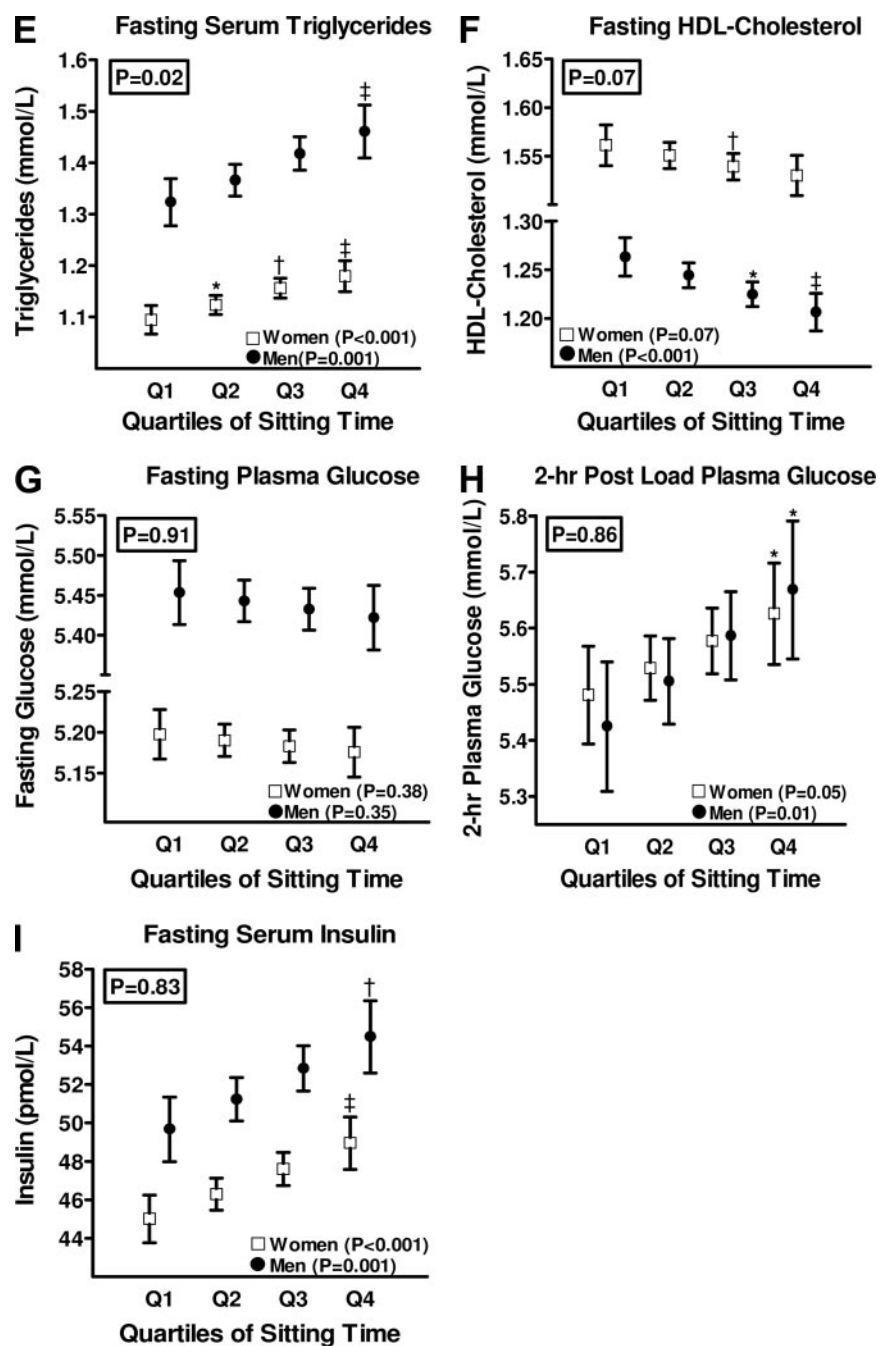 E Fasting Serum Triglycerides
Triglycerides (mmol/L)
1.6
1.5
1.4
1.3
1.2
1.1
P=0.02
*
†
‡
‡
Women (P<0.001)
Men(P=0.001)
Q1 Q2 Q3 Q4
Quartiles of Sitting Time
F Fasting HDL-Cholesterol
HDL-Cholesterol (mmol/L)
1.65
1.60
1.55
1.30
1.25
1.20
P=0.07
†
*
‡
Women (P=0.07)
Men (P<0.001)
Q1 Q2 Q3 Q4
Quartiles of Sitting Time
G Fasting Plasma Glucose
Fasting Glucose (mmol/L)
5.55
5.50
5.45
5.40
5.25
5.20
5.15
P=0.91
Women (P=0.38)
Men (P=0.35)
Q1 Q2 Q3 Q4
Quartiles of Sitting Time
H 2-hr Post Load Plasma Glucose
2-hr Plasma Glucose (mmol/L)
5.8
5.7
5.6
5.5
5.4
5.3
P=0.86
*
*
Women (P=0.05)
Men (P=0.01)
Q1 Q2 Q3 Q4
Quartiles of Sitting Time
I Fasting Serum Insulin
Insulin (pmol/L)
58
56
54
52
50
48
46
44
P=0.83
†
‡
Women (P<0.001)
Men (P=0.001)
Q1 Q2 Q3 Q4
Quartiles of Sitting Time